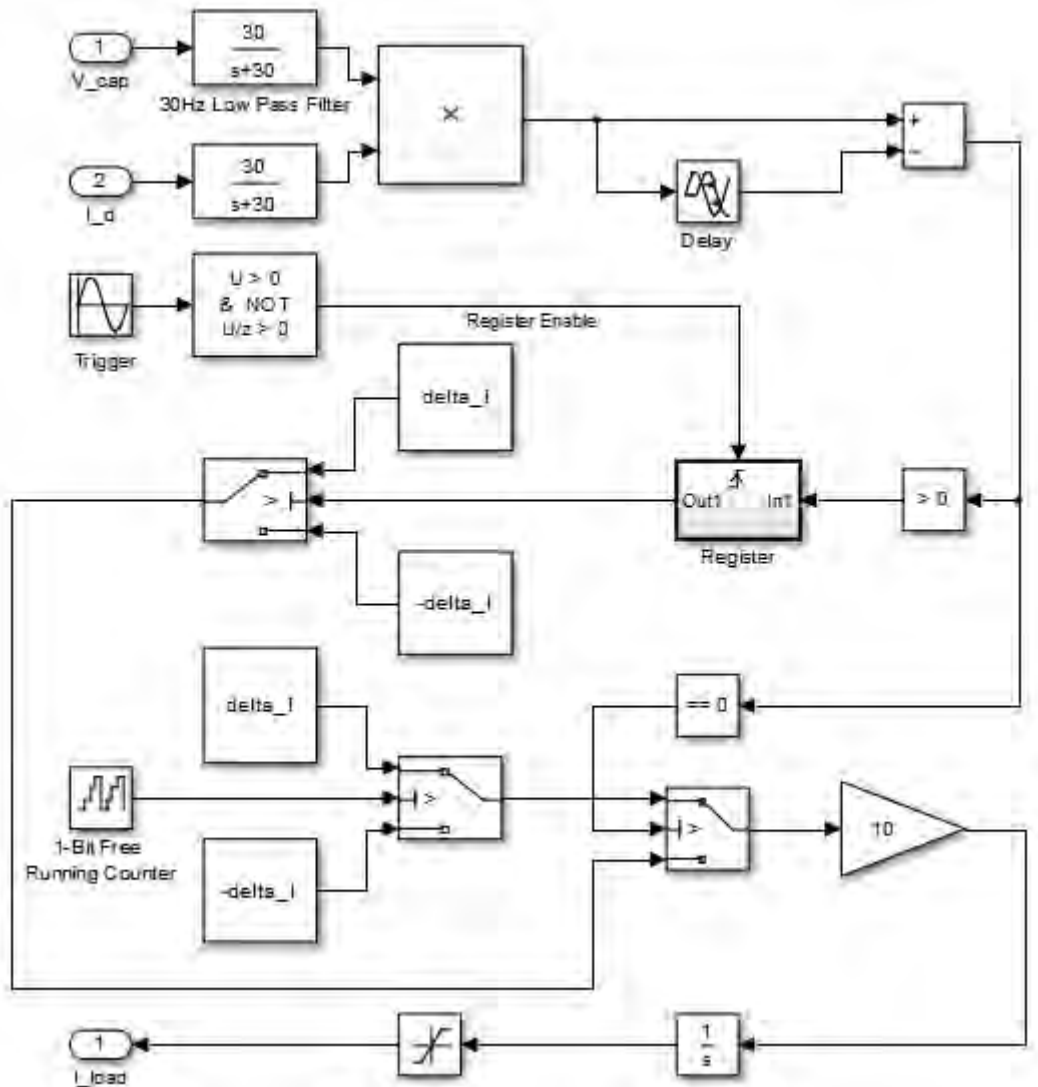 1
V_cap
30
s+30
30Hz Low Pass Filter
×
+
−
2
I_d
30
s+30
Delay
Trigger
U > 0
& NOT
U/z > 0
Register Enable
delta_i
>
Out1
In1
Register
> 0
-delta_i
delta_i
== 0
>
1-Bit Free
Running Counter
-delta_i
>
10
1
I_load
1
s